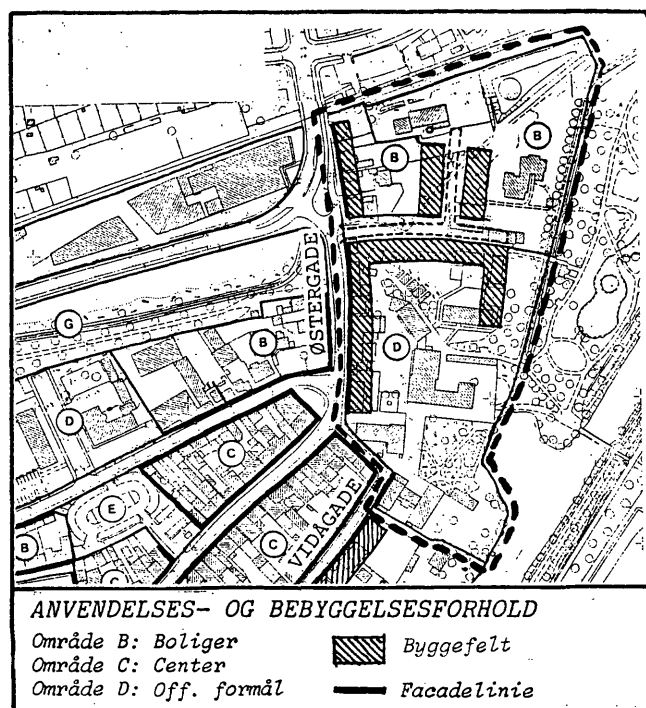 B
B
ØSTERGADE
G
B
D
D
C
E
C
VIDÅGADE
B
C
ANVENDELSES- OG BEBYGGELSESFORHOLD
Område B: Boliger
Byggefelt
Område C: Center
Område D: Off. formål
Facadelinie